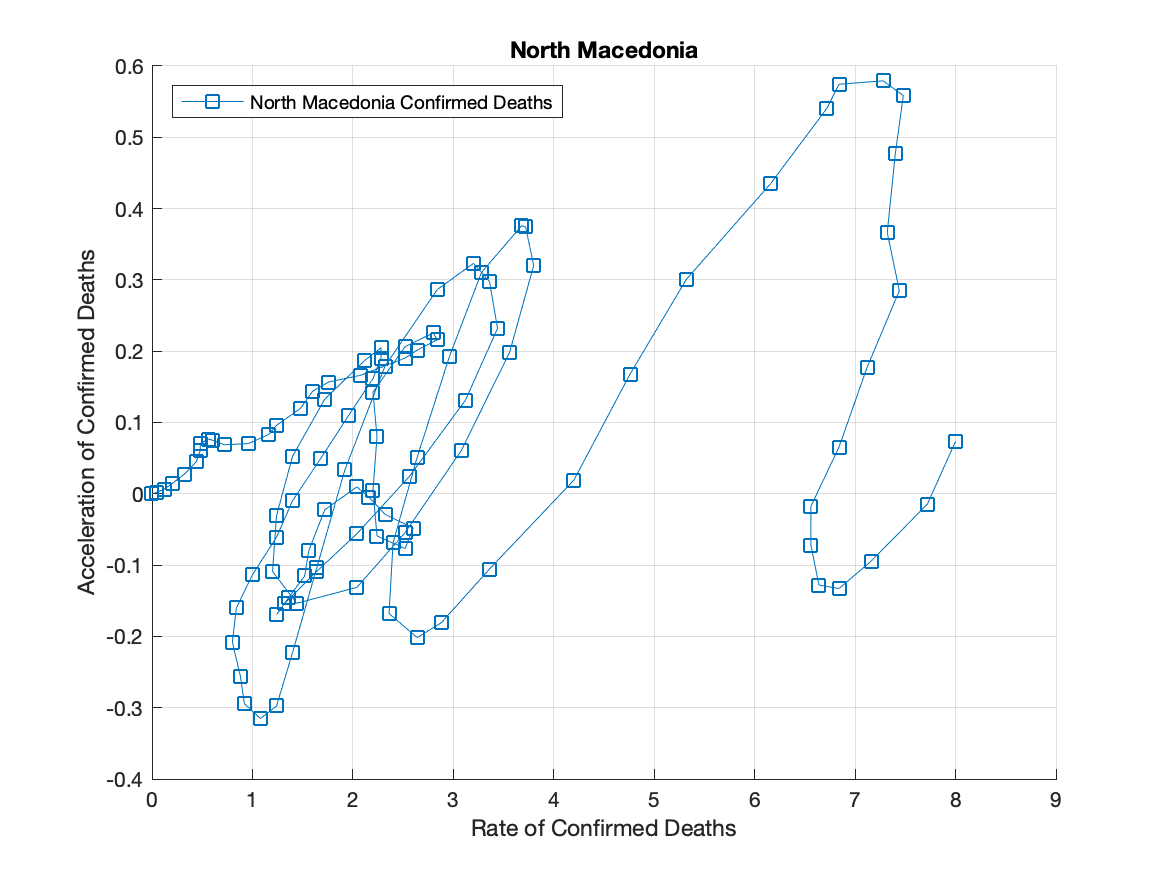 North Macedonia
0.6
0.5
0.4
0.3
0.2
0.1
0
-0.1
-0.2
-0.3
-0.4
Acceleration of Confirmed Deaths
North Macedonia Confirmed Deaths
0 1 2 3 4 5 6 7 8 9
Rate of Confirmed Deaths